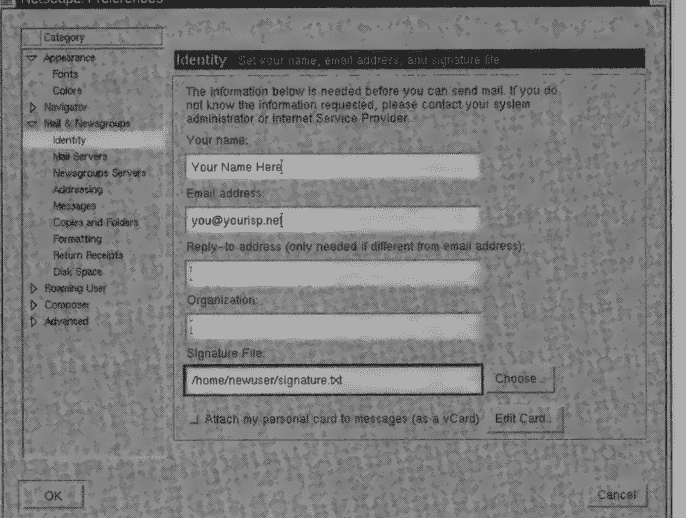 Netscape: Preferences
Category
Appearance
Fonts
Colors
Navigator
Mail & Newsgroups
Identity
Mail Servers
Newsgroups Servers
Addressing
Messages
Copies and Folders
Formatting
Return Receipts
Disk Space
Roaming User
Composer
Advanced
Identity Set your name, email address, and signature file
The information below is needed before you can send mail. If you do
not know the information requested, please contact your system
administrator or Internet Service Provider.
Your name:
Your Name Here
Email address:
you@yourisp.net
Reply-to address (only needed if different from email address):
Organization:
Signature File:
/home/newuser/signature.txt
Choose...
Attach my personal card to messages (as a vCard)
Edit Card..
OK
Cancel